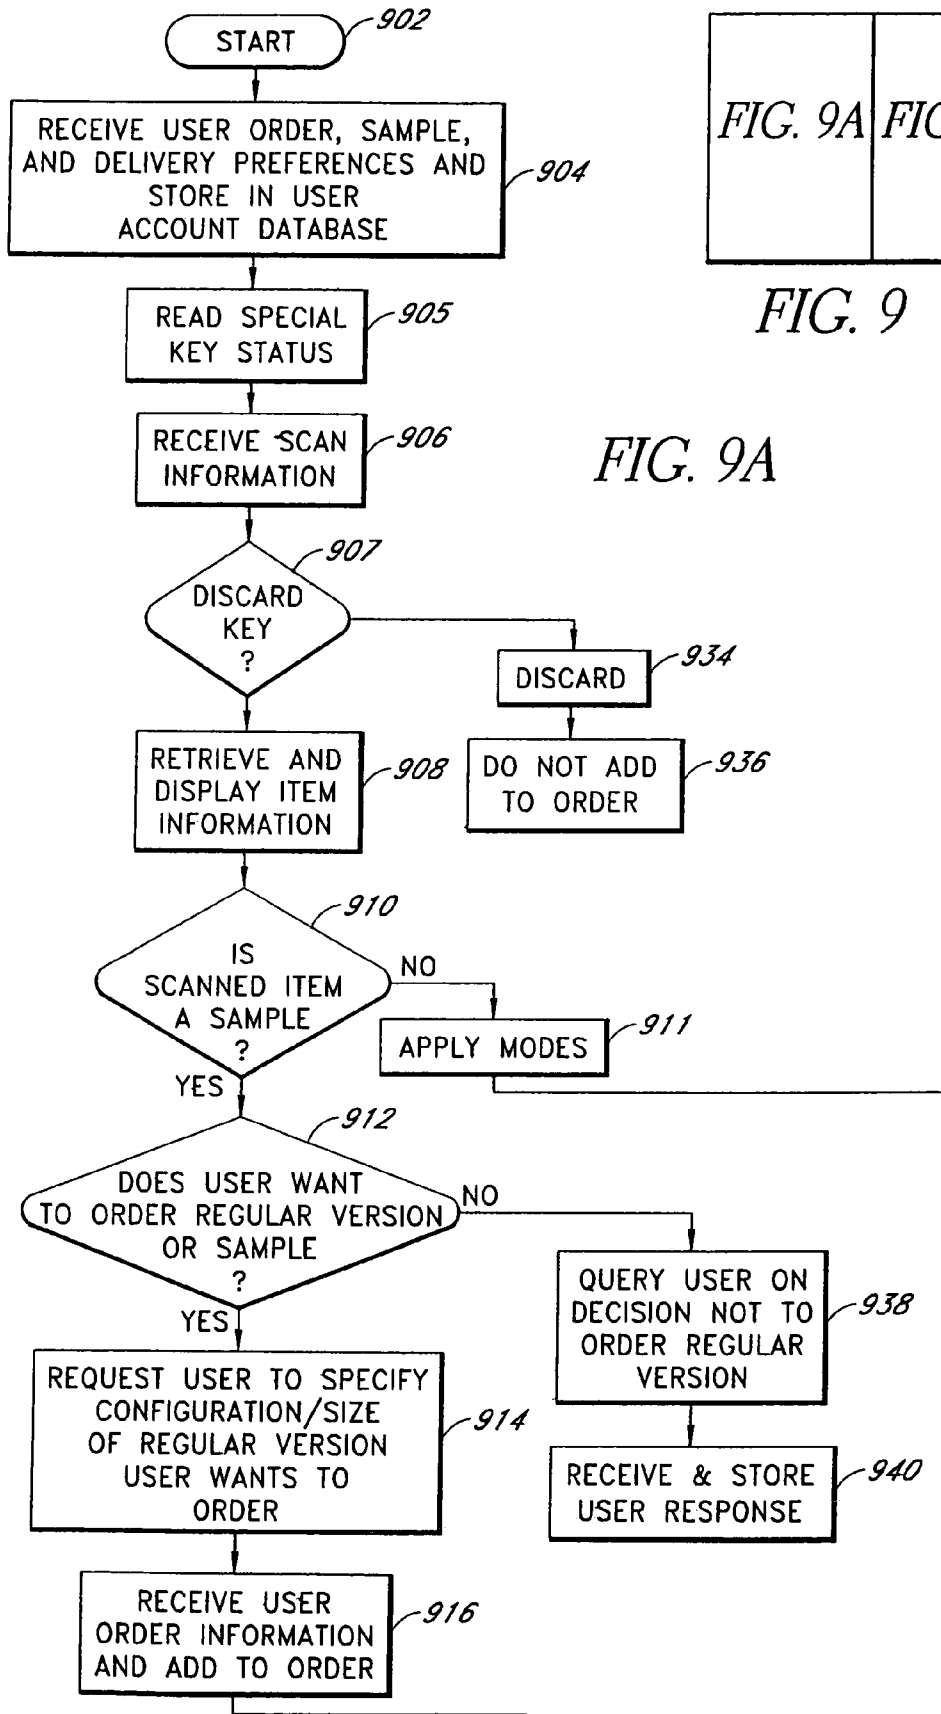 START
902
RECEIVE USER ORDER, SAMPLE,
AND DELIVERY PREFERENCES AND
STORE IN USER
ACCOUNT DATABASE
904
FIG. 9A
FIG
FIG. 9
READ SPECIAL
KEY STATUS
905
RECEIVE SCAN
INFORMATION
906
FIG. 9A
DISCARD
KEY
?
907
DISCARD
934
DO NOT ADD
TO ORDER
936
RETRIEVE AND
DISPLAY ITEM
INFORMATION
908
IS
SCANNED ITEM
A SAMPLE
?
910
NO
APPLY MODES
911
YES
DOES USER WANT
TO ORDER REGULAR VERSION
OR SAMPLE
?
912
NO
QUERY USER ON
DECISION NOT TO
ORDER REGULAR
VERSION
938
YES
REQUEST USER TO SPECIFY
CONFIGURATION/SIZE
OF REGULAR VERSION
USER WANTS TO
ORDER
914
RECEIVE & STORE
USER RESPONSE
940
RECEIVE USER
ORDER INFORMATION
AND ADD TO ORDER
916